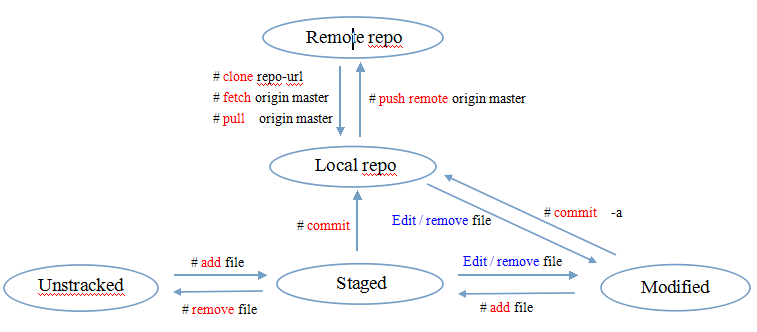 Remote repo
# clone repo-url
# fetch origin master
# pull origin master
# push remote origin master
Local repo
# commit
Edit / remove file
# commit -a
# add file
Edit / remove file
Unstracked
Staged
Modified
# remove file
# add file